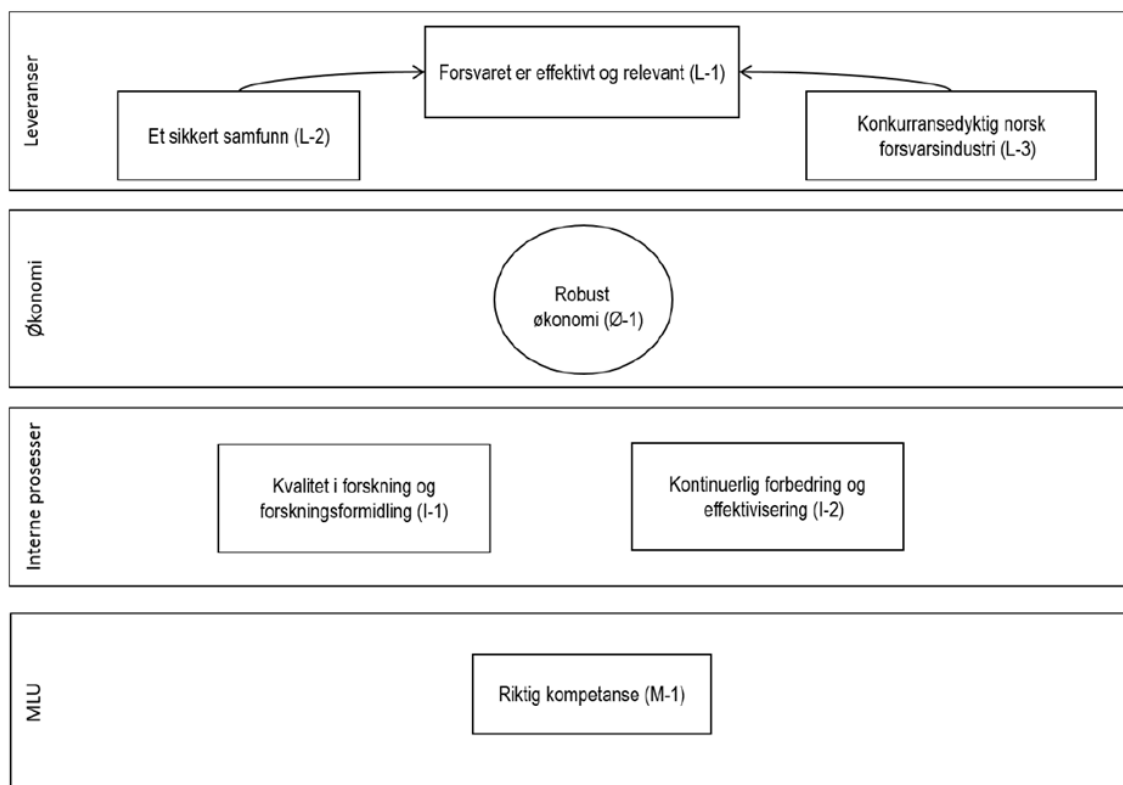 Leveranser
Forsvaret er effektivt og relevant (L-1)
Et sikkert samfunn (L-2)
Konkurransedyktig norsk
forsvarsindustri (L-3)
Økonomi
Robust
økonomi (Ø-1)
Interne prosesser
Kvalitet i forskning og
forskningsformidling (I-1)
Kontinuerlig forbedring og
effektivisering (I-2)
MLU
Riktig kompetanse (M-1)